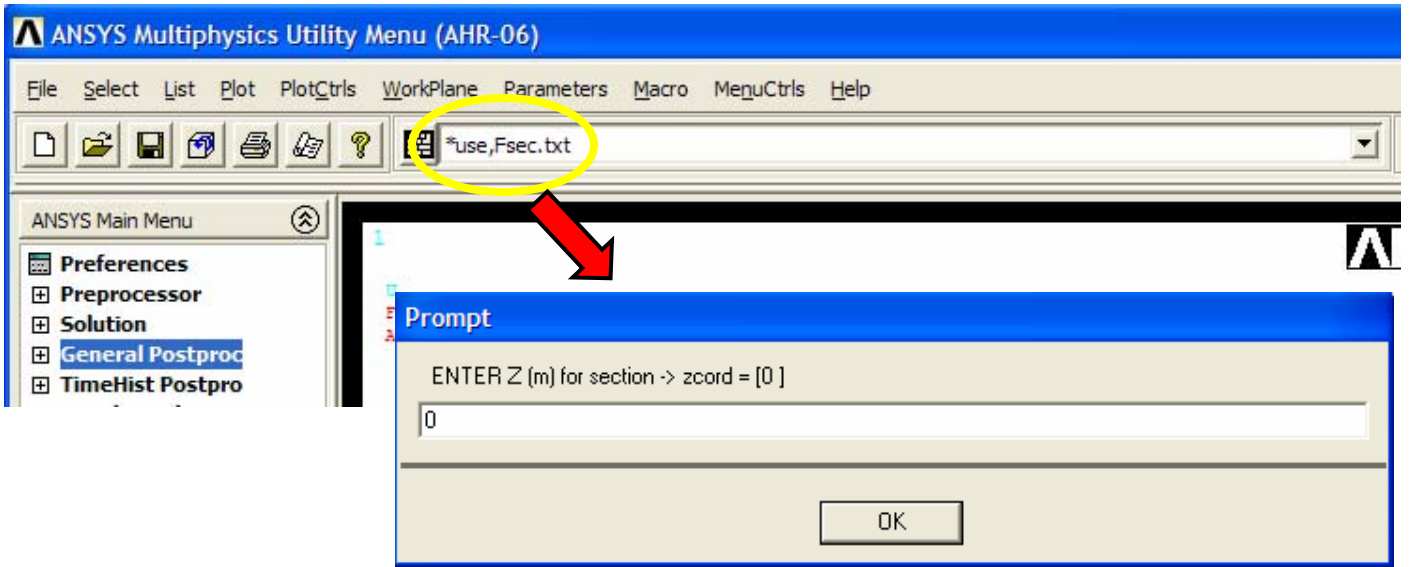 ANSYS Multiphysics Utility Menu (AHR-06)
File Select List Plot PlotCtrls WorkPlane Parameters Macro MenuCtrls Help
*use,Fsec.txt
ANSYS Main Menu
Preferences
Preprocessor
Solution
General Postproc
TimeHist Postpro
1
U
F
A
Prompt
ENTER Z (m) for section -> zcord = [0 ]
0
OK